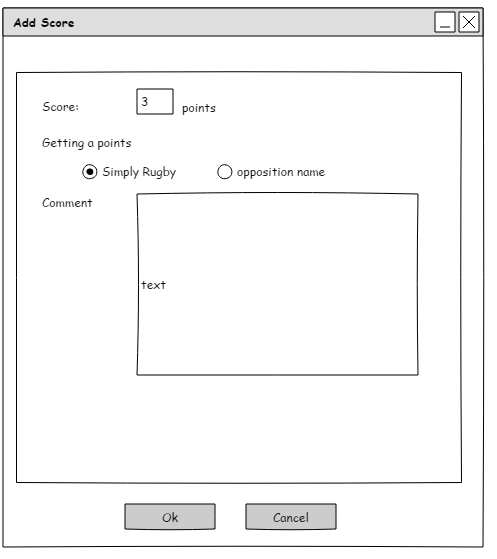 Add Score
Score: 3 points
Getting a points
Simply Rugby opposition name
Comment
text
Ok Cancel